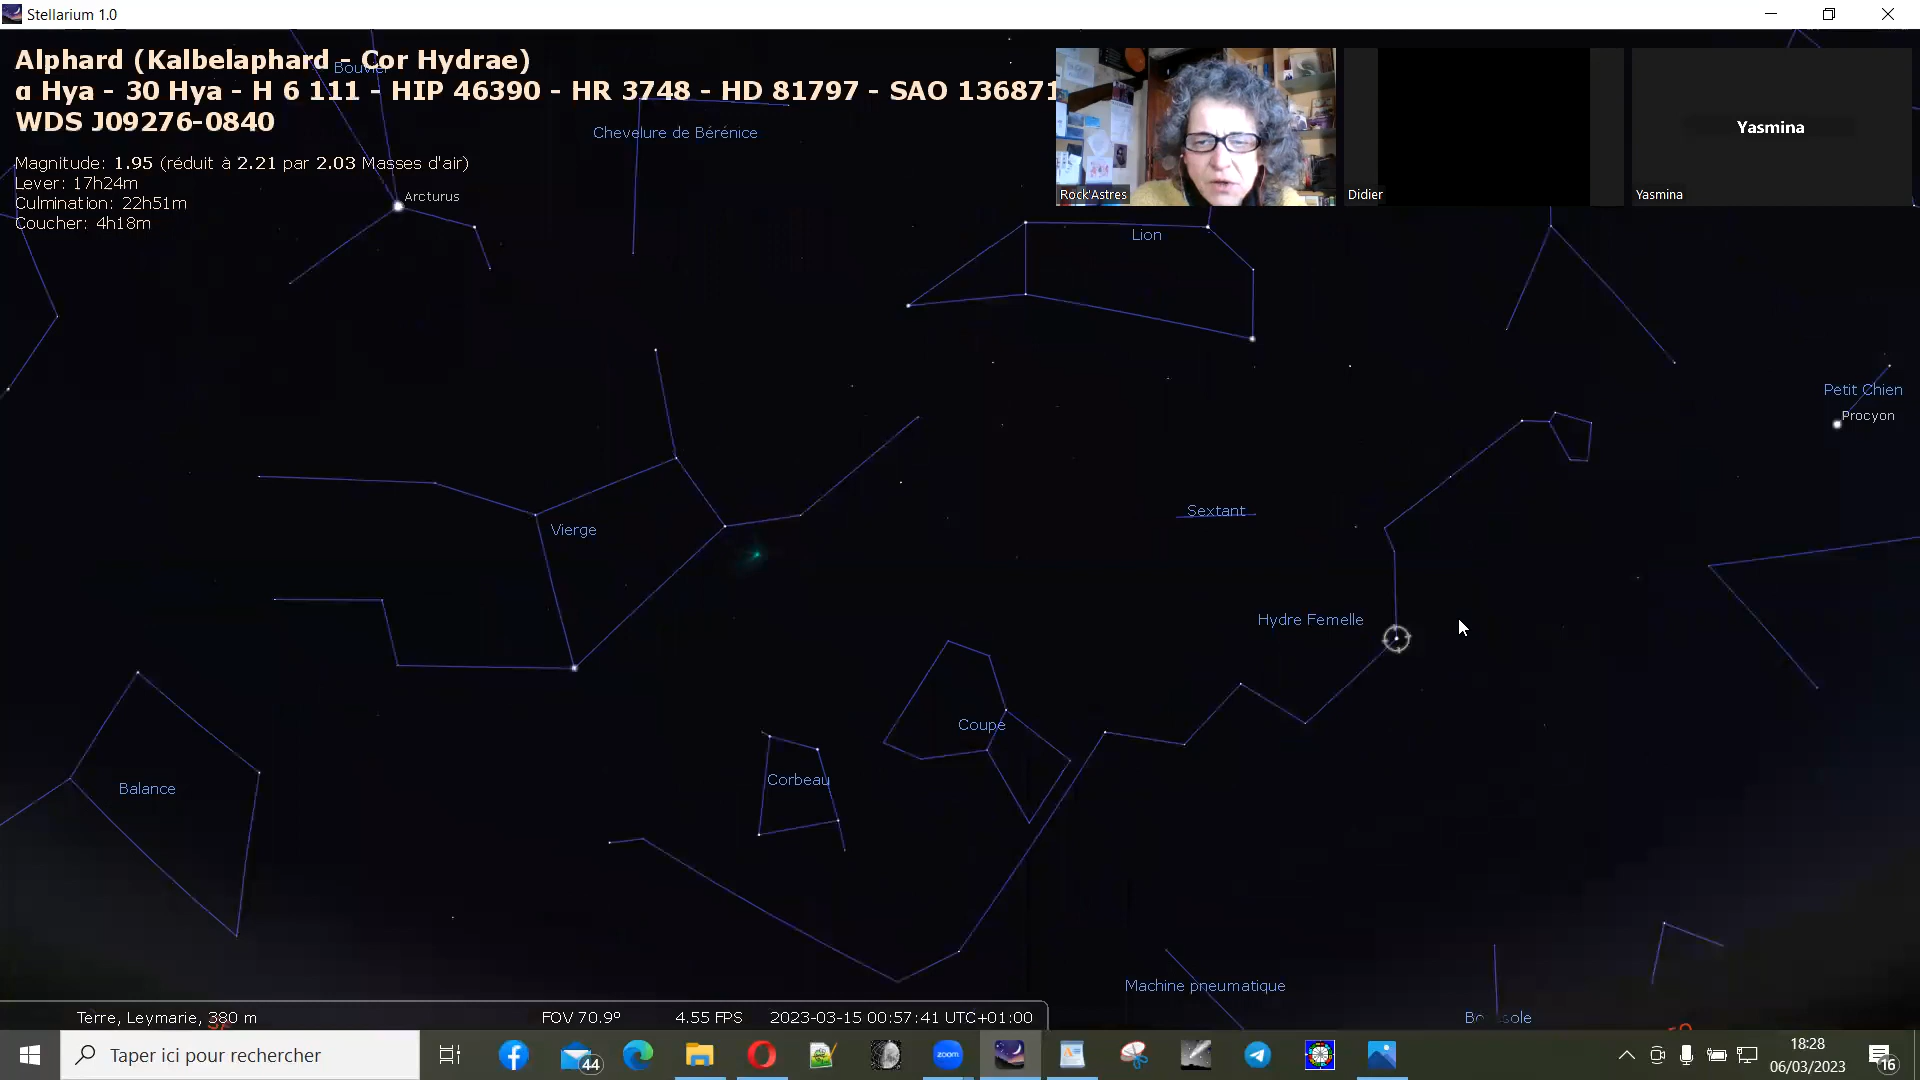 Stellarium 1.0
Alphard (Kalbelaphard - Cor Hydrae)
Bouvier
α Hya - 30 Hya - H 6 111 - HIP 46390 - HR 3748 - HD 81797 - SAO 136871
WDS J09276-0840
Chevelure de Bérénice
Yasmina
Magnitude: 1.95 (réduit à 2.21 par 2.03 Masses d'air)
Lever: 17h24m
Culmination: 22h51m
Coucher: 4h18m
Arcturus
Rock'Astres
Didier
Yasmina
Lion
Petit Chien
Procyon
Sextant
Vierge
Hydre Femelle
Coupe
Corbeau
Balance
Machine pneumatique
Boussole
Terre, Leymarie, 380 m
FOV 70.9°
4.55 FPS
2023-03-15 00:57:41 UTC+01:00
Taper ici pour rechercher
44
zoom
18:28
06/03/2023
16